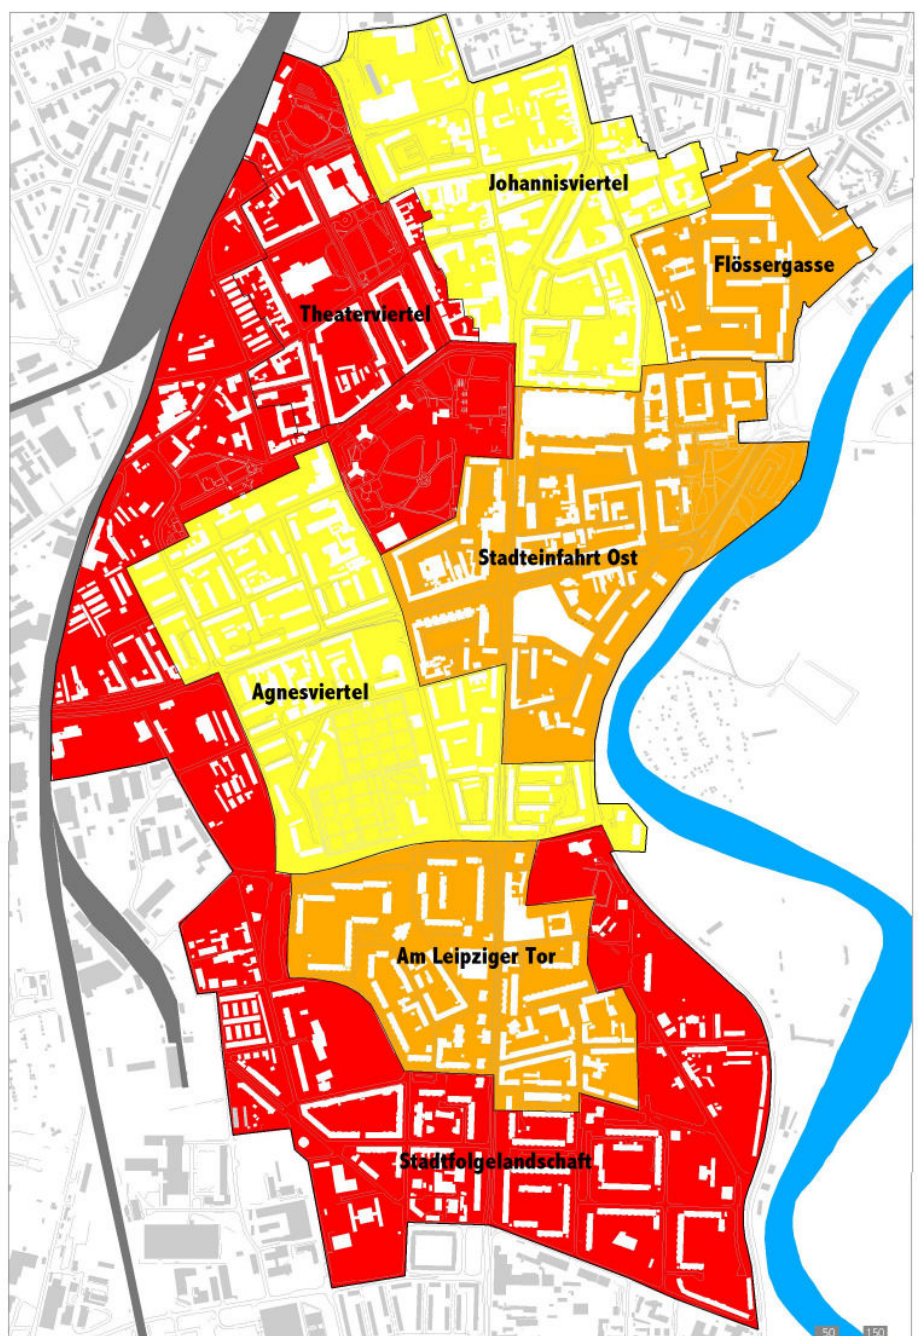 Johannisviertel
Flössergasse
Theaterviertel
Stadteinfahrt Ost
Agnesviertel
Am Leipziger Tor
Stadtfolgelandschaft
50 150